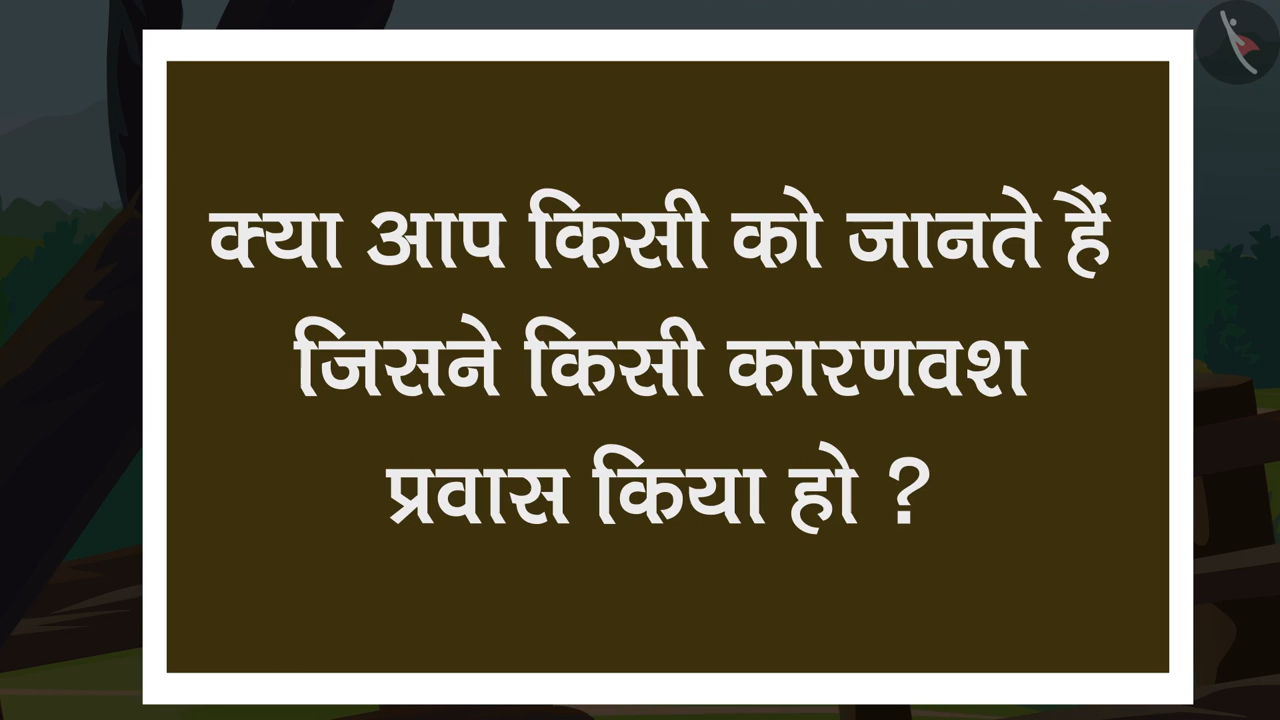 क्या आप किसी को जानते हैं
जिसने किसी कारणवश
प्रवास किया हो ?